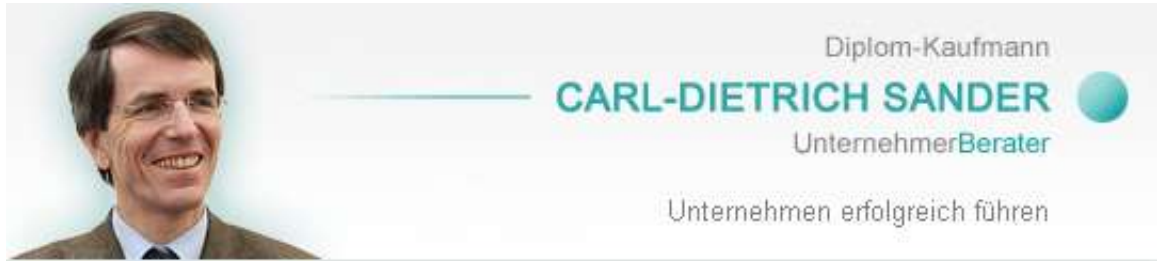 Diplom-Kaufmann
CARL-DIETRICH SANDER
UnternehmerBerater
Unternehmen erfolgreich führen